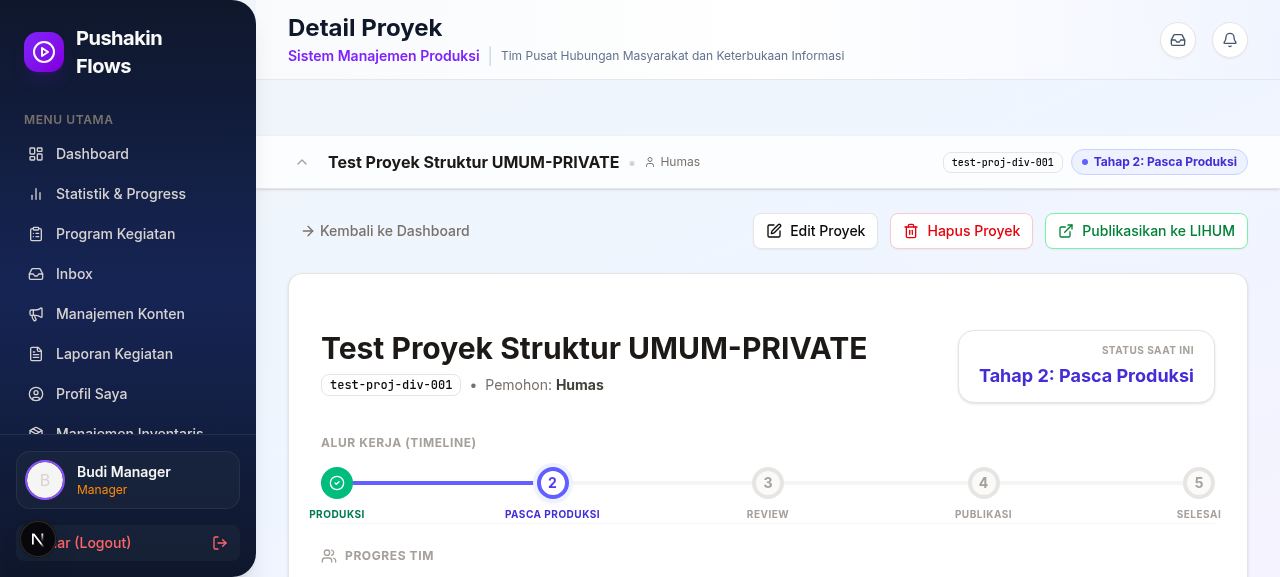 Pushakin
Flows
MENU UTAMA
Dashboard
Statistik & Progress
Program Kegiatan
Inbox
Manajemen Konten
Laporan Kegiatan
Profil Saya
Manajemen Inventaris
B
Budi Manager
Manager
N
ar (Logout)
Detail Proyek
Sistem Manajemen Produksi
Tim Pusat Hubungan Masyarakat dan Keterbukaan Informasi
Test Proyek Struktur UMUM-PRIVATE
Humas
test-proj-div-001
Tahap 2: Pasca Produksi
Kembali ke Dashboard
Edit Proyek
Hapus Proyek
Publikasikan ke LIHUM
Test Proyek Struktur UMUM-PRIVATE
test-proj-div-001 • Pemohon: Humas
STATUS SAAT INI
Tahap 2: Pasca Produksi
ALUR KERJA (TIMELINE)
2 3 4 5
PRODUKSI PASCA PRODUKSI REVIEW PUBLIKASI SELESAI
PROGRES TIM